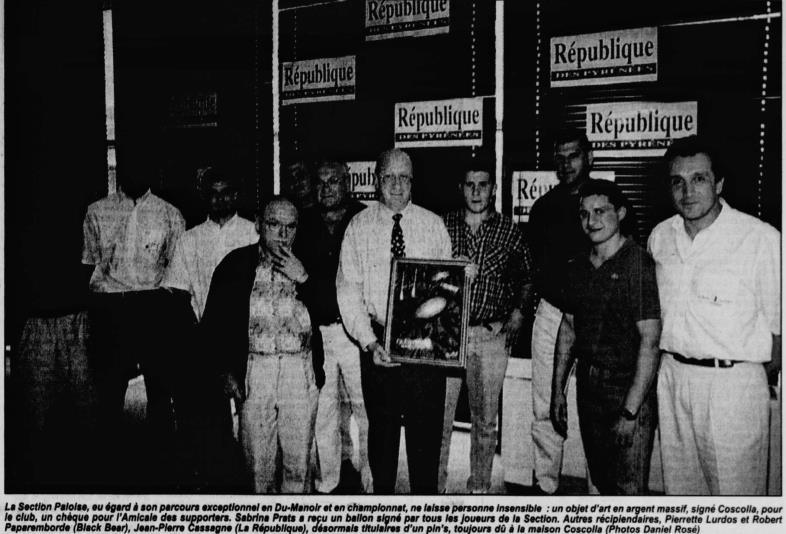 République
République
DES PYRÉNÉES
République
DES PYRÉNÉES
République
DES PYRÉNÉES
République
DES PYRÉNÉES
La Section Paloise, eu égard à son parcours exceptionnel en Du-Manoir et en championnat, ne laisse personne insensible : un objet d'art en argent massif, signé Coscolla, pour
le club, un chèque pour l'Amicale des supporters. Sabrina Prats a reçu un ballon signé par tous les joueurs de la Section. Autres récipiendaires, Pierrette Lurdos et Robert
Paparemborde (Black Bear), Jean-Pierre Cassagne (La République), désormais titulaires d'un pin's, toujours dû à la maison Coscolla (Photos Daniel Rosé)